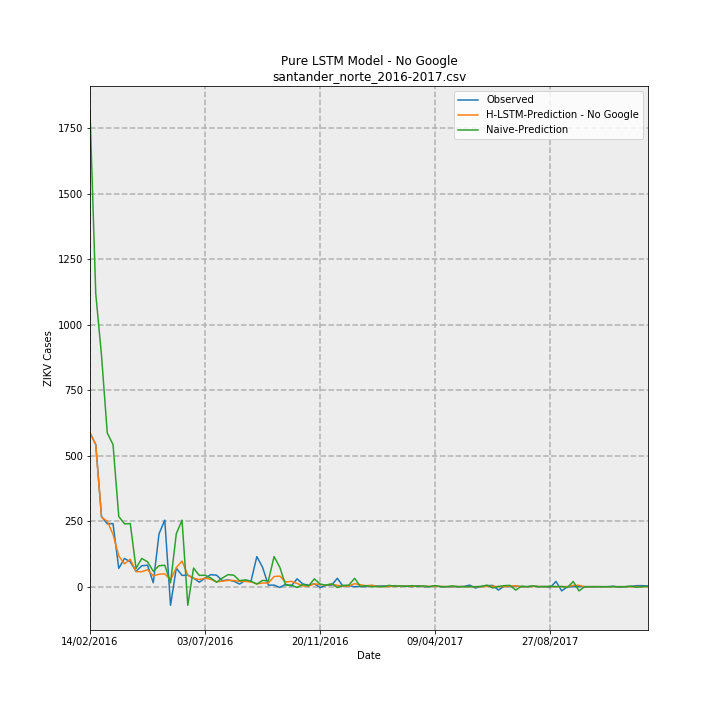 Pure LSTM Model - No Google
santander_norte_2016-2017.csv
Observed
H-LSTM-Prediction - No Google
Naive-Prediction
ZIKV Cases
1750
1500
1250
1000
750
500
250
0
14/02/2016
03/07/2016
20/11/2016
09/04/2017
27/08/2017
Date